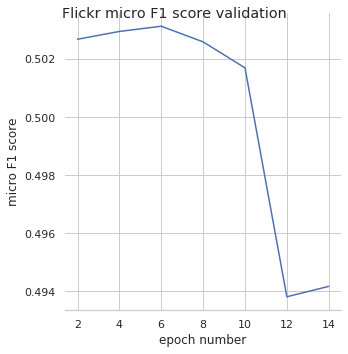 Flickr micro F1 score validation
0.502
0.500
0.498
0.496
0.494
micro F1 score
2 4 6 8 10 12 14
epoch number